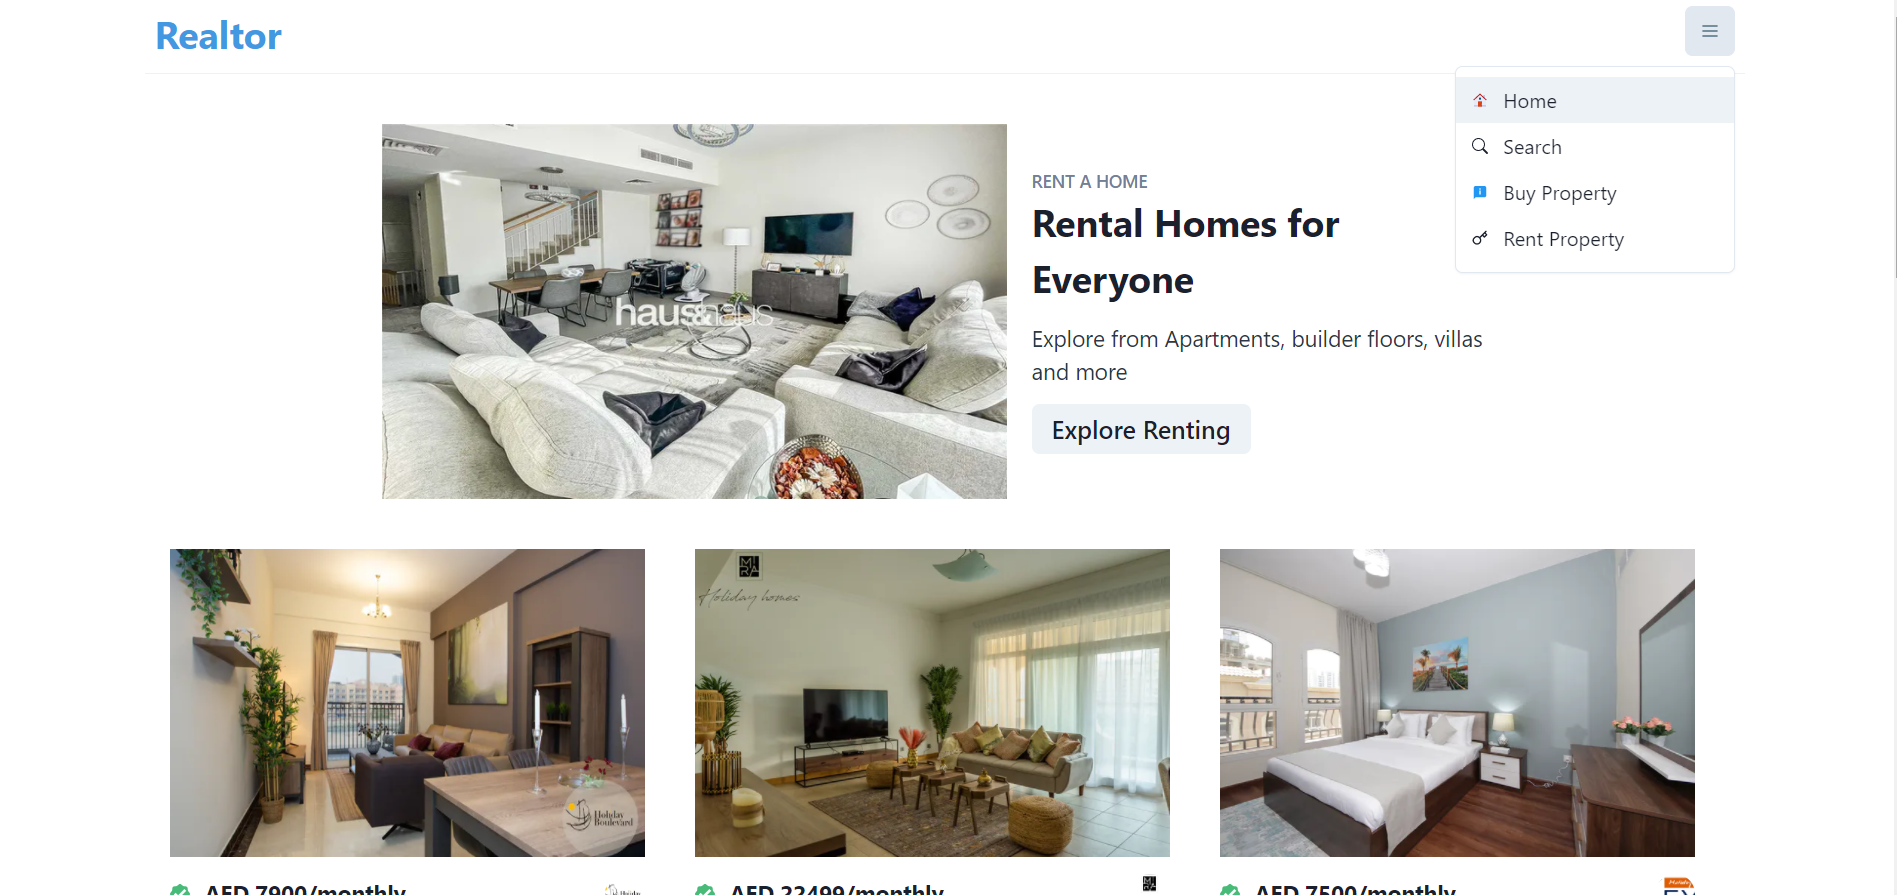 Realtor
Home
Search
Buy Property
Rent Property
RENT A HOME
Rental Homes for
Everyone
Explore from Apartments, builder floors, villas
and more
Explore Renting
haus&haus
MIRA
Holiday homes
Holiday
Boulevard
AED 7900/monthly
Holiday
AED 22499/monthly
AED 7500/monthly